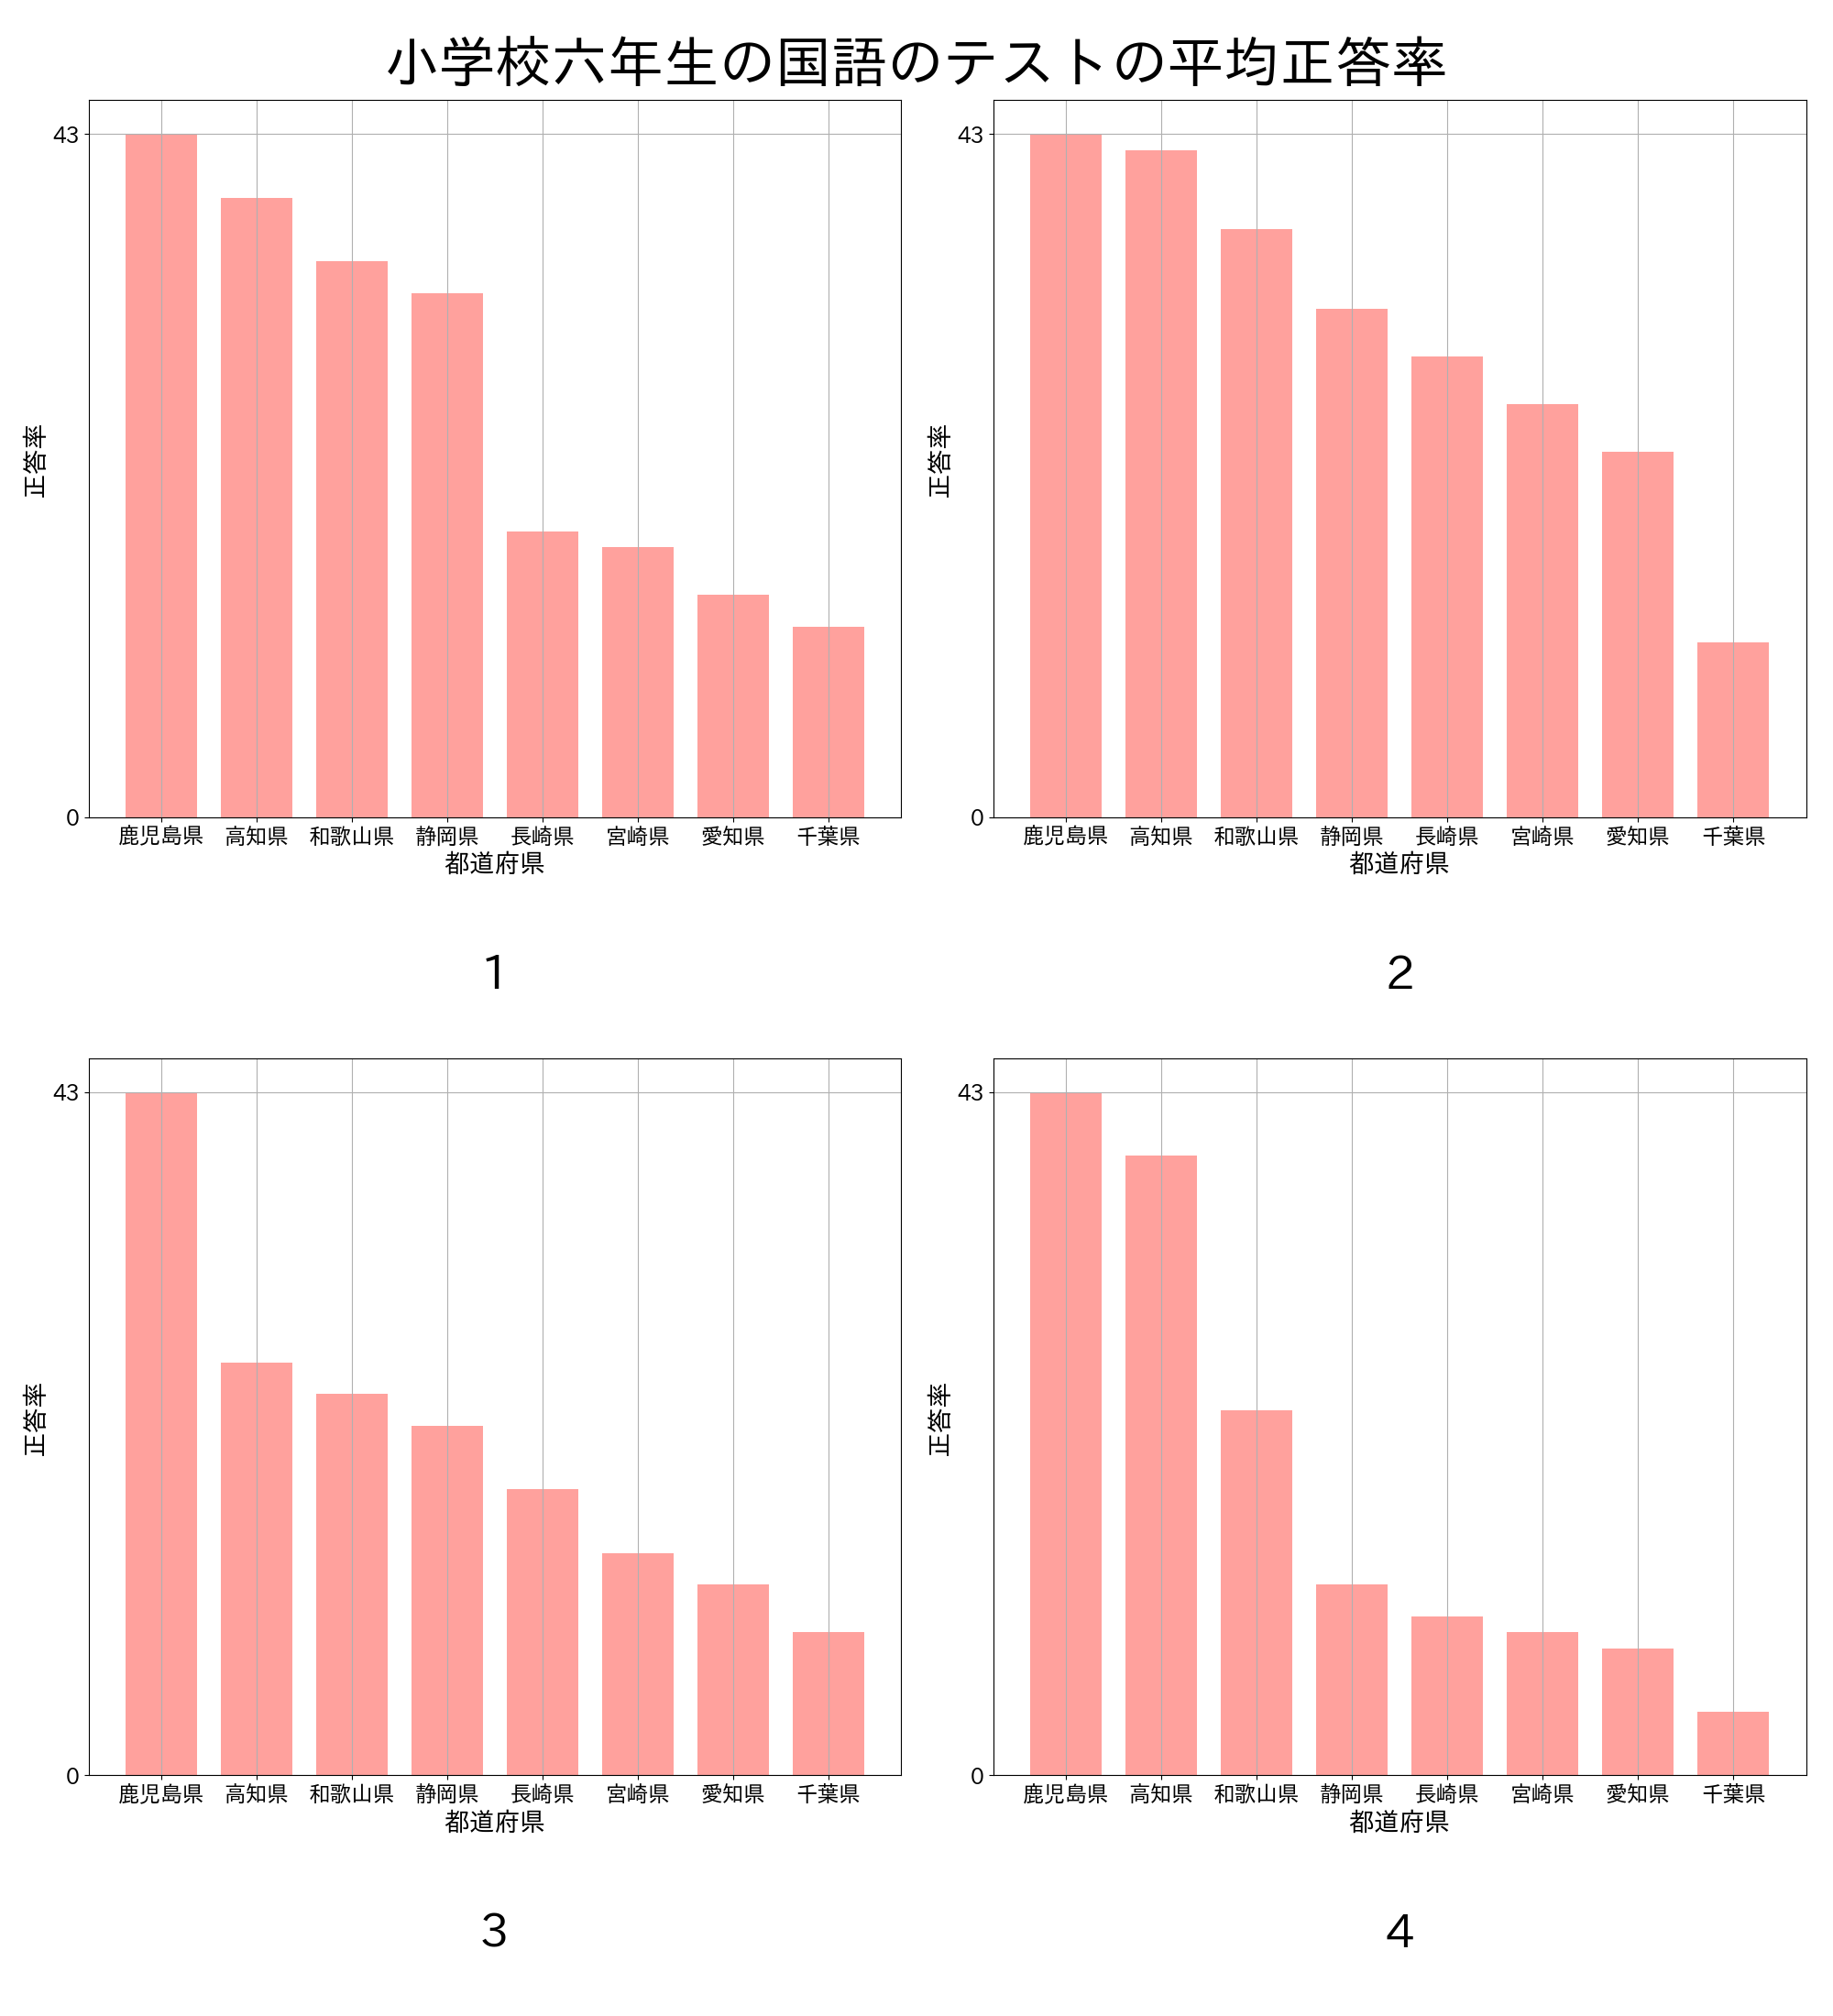 小学校六年生の国語のテストの平均正答率
43
正答率
0
鹿児島県 高知県 和歌山県 静岡県 長崎県 宮崎県 愛知県 千葉県
都道府県
1
43
正答率
0
鹿児島県 高知県 和歌山県 静岡県 長崎県 宮崎県 愛知県 千葉県
都道府県
2
43
正答率
0
鹿児島県 高知県 和歌山県 静岡県 長崎県 宮崎県 愛知県 千葉県
都道府県
3
43
正答率
0
鹿児島県 高知県 和歌山県 静岡県 長崎県 宮崎県 愛知県 千葉県
都道府県
4